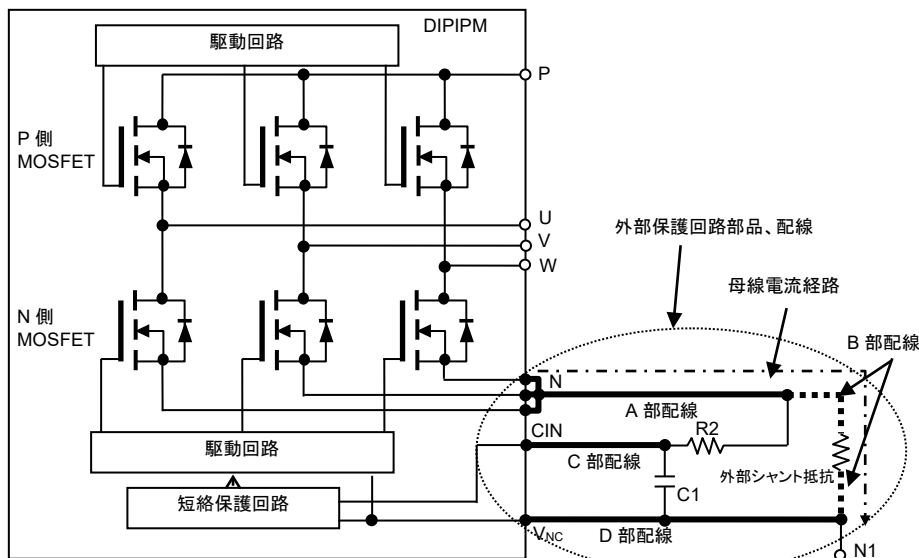 DIPIPM
駆動回路
P
P 側
MOSFET
U
V
W
外部保護回路部品、配線
母線電流経路
N 側
MOSFET
B 部配線
N
A 部配線
CIN
R2
駆動回路
C 部配線
外部シャント抵抗
短絡保護回路
C1
VNC
D 部配線
N1